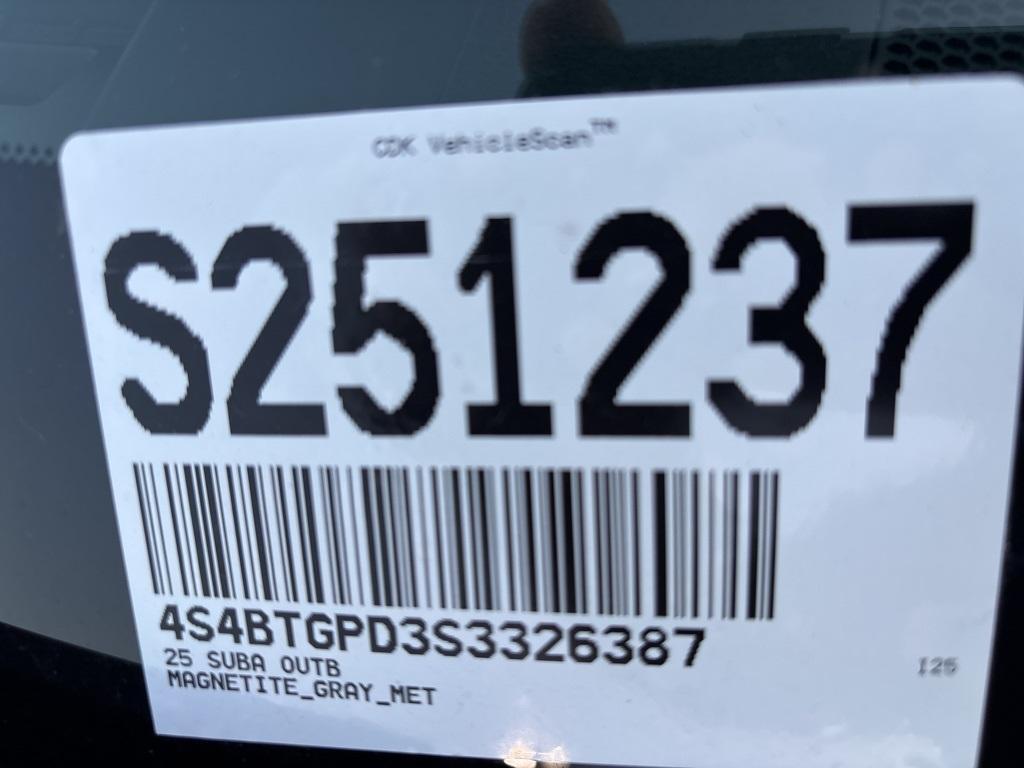 CDK VehicleScan™
S251237
4S4BTGPD3S3326387
25 SUBA OUTB
MAGNETITE_GRAY_MET
I25